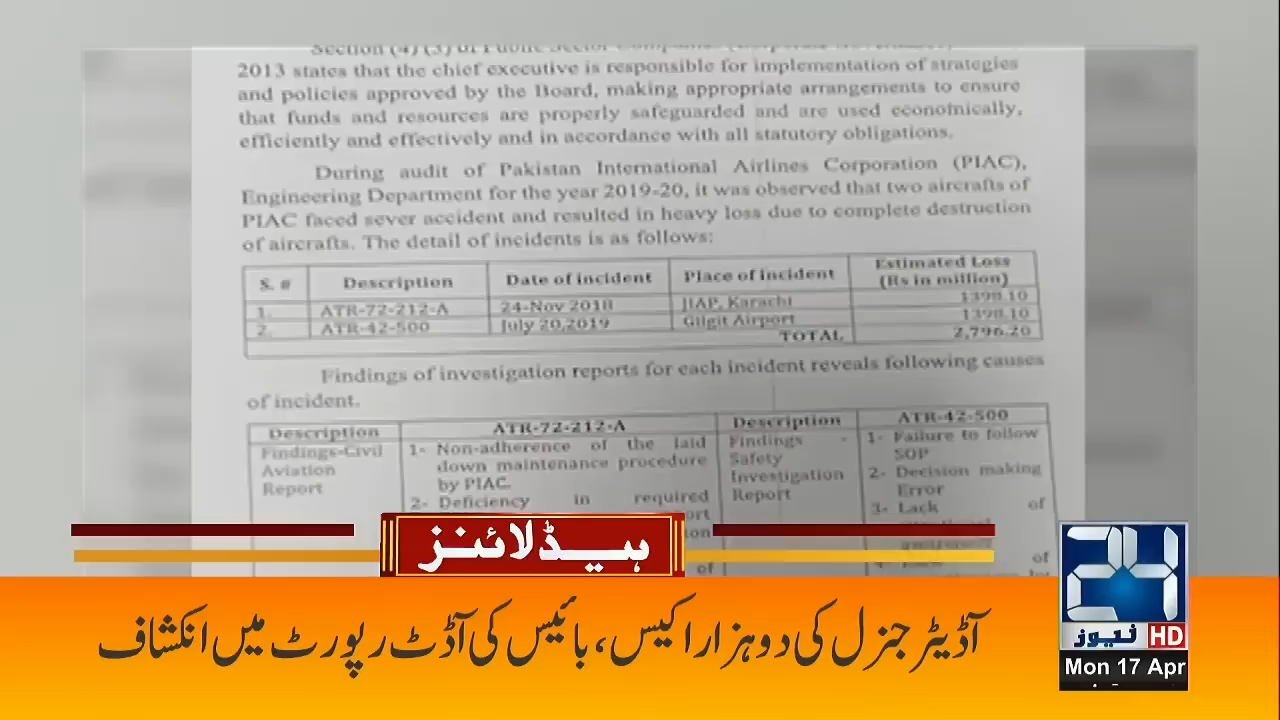 2013 states that the chief executive is responsible for implementation of strategies
and policies approved by the Board, making appropriate arrangements to ensure
that funds and resources are properly safeguarded and are used economically,
efficiently and effectively and in accordance with all statutory obligations.
During audit of Pakistan International Airlines Corporation (PIAC),
Engineering Department for the year 2019-20, it was observed that two aircrafts of
PIAC faced sever accident and resulted in heavy loss due to complete destruction
of aircrafts. The detail of incidents is as follows:
S. # Description Date of incident Place of incident Estimated Loss (Rs in million)
1. ATR-72-212-A 24-Nov 2018 JIAP, Karachi 1398.10
2. ATR-42-500 July 20,2019 Gilgit Airport 1398.10
TOTAL 2,796.20
Findings of investigation reports for each incident reveals following causes
of incident.
Description ATR-72-212-A Description ATR-42-500
Findings-Civil Aviation Report
1- Non-adherence of the laid down maintenance procedure by PIAC.
2- Deficiency in required
of
Findings - Safety Investigation Report
1- Failure to follow SOP
2- Decision making Error
3- Lack of
of
ہیڈلائنز
آڈیٹر جنرل کی دو ہزار اکیس، بائیس کی آڈٹ رپورٹ میں انکشاف
24
نیوز HD
Mon 17 Apr